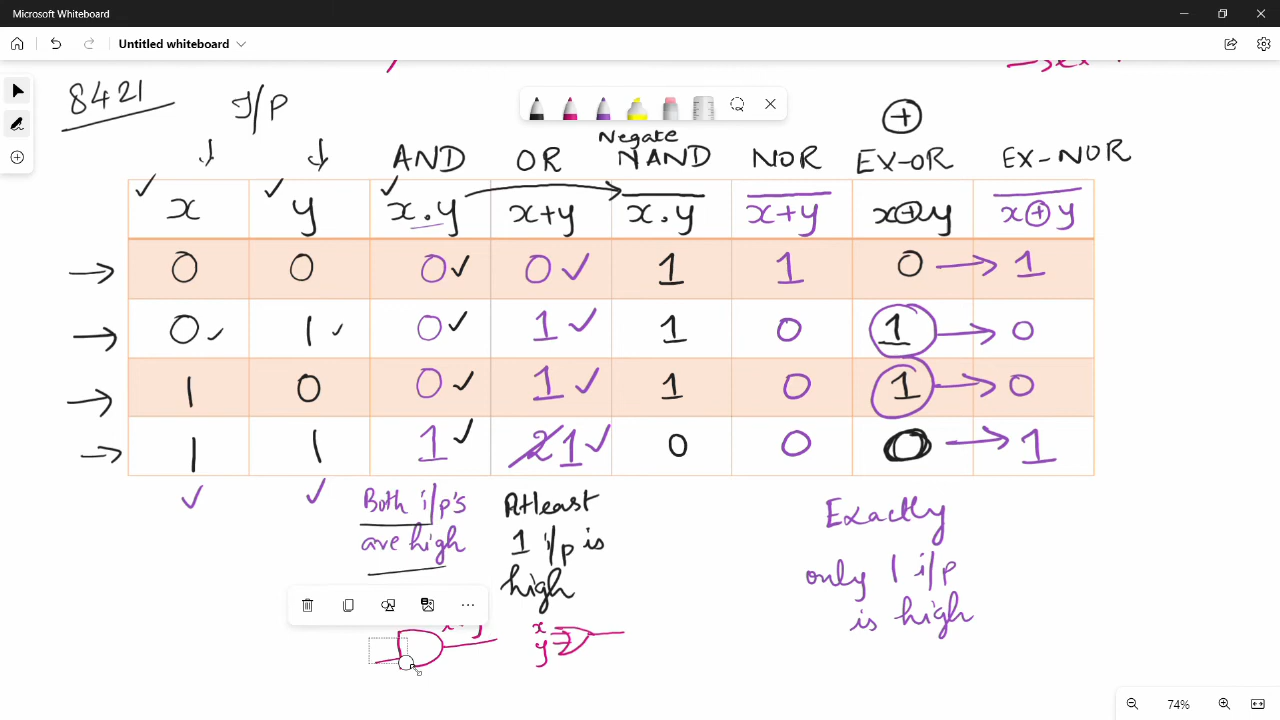 Microsoft Whiteboard
Untitled whiteboard
8421
I/P
Negate
⊕
AND OR NAND NOR EX-OR EX-NOR
✓x ✓y ✓x.y x+y x̅.̅y̅ x̅+̅y̅ x⊕y x̅⊕̅y̅
→ 0 0 0✓ 0✓ 1 1 0 → 1
→ 0✓ 1✓ 0✓ 1✓ 1 0 1 → 0
→ 1 0 0✓ 1✓ 1 0 1 → 0
→ 1 1 1✓ 21✓ 0 0 0 → 1
Both i/p's
are high
Atleast
1 i/p is
high
Exactly
only 1 i/p
is high
x
y
74%